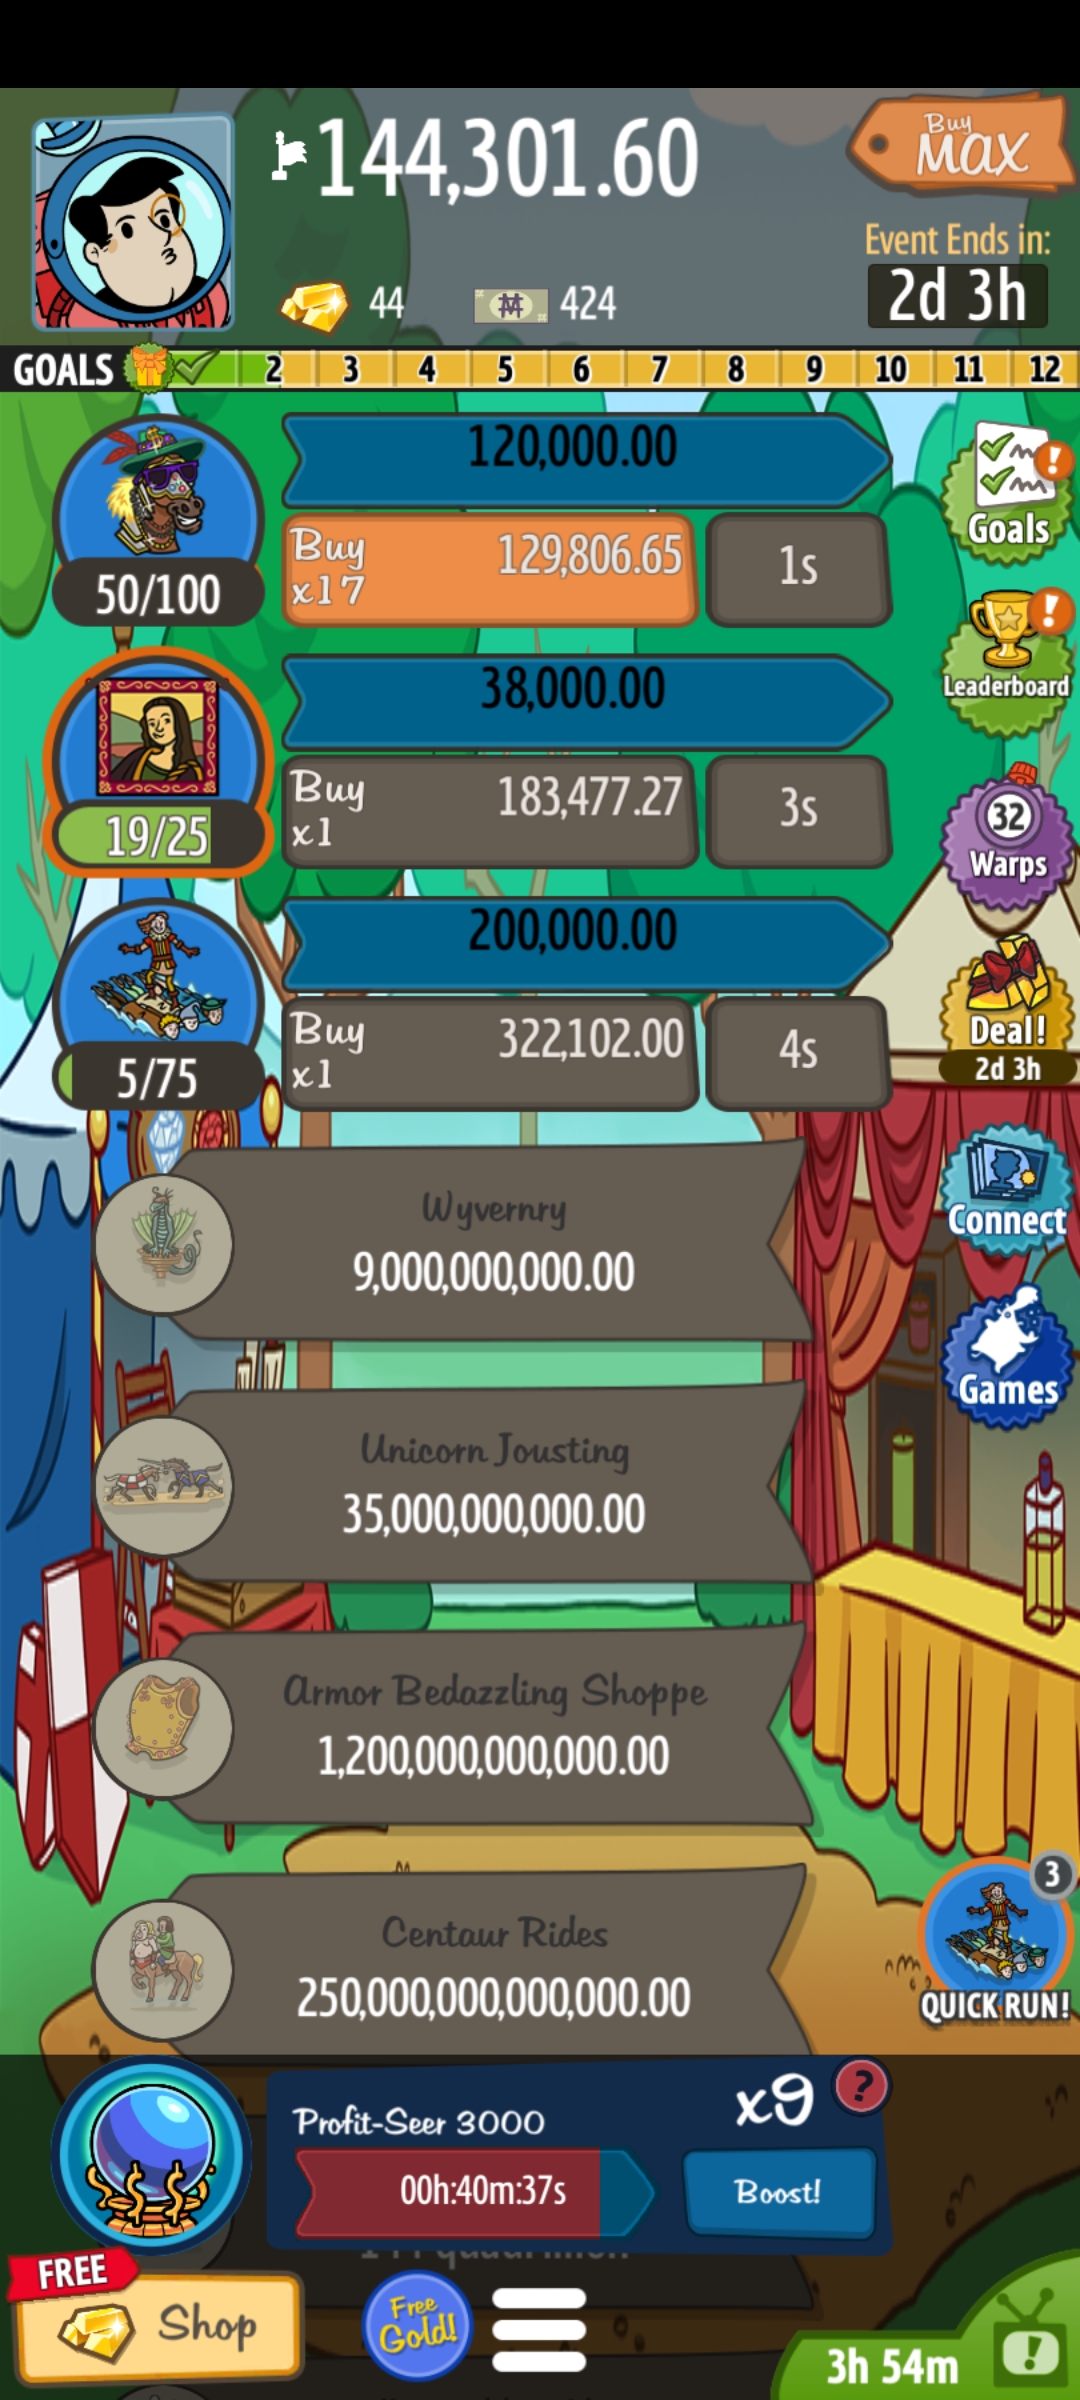 144,301.60
Buy
MAX
Event Ends in:
2d 3h
44
424
GOALS 2 3 4 5 6 7 8 9 10 11 12
120,000.00
Buy
x17
129,806.65
1s
50/100
Goals
38,000.00
Buy
x1
183,477.27
3s
19/25
Leaderboard
32
Warps
200,000.00
Buy
x1
322,102.00
4s
5/75
Deal!
2d 3h
Wyvernry
9,000,000,000.00
Connect
Unicorn Jousting
35,000,000,000.00
Games
Armor Bedazzling Shoppe
1,200,000,000,000.00
Centaur Rides
250,000,000,000,000.00
3
QUICK RUN!
Profit-Seer 3000
x9
?
00h:40m:37s
Boost!
FREE
Shop
Free
Gold!
3h 54m